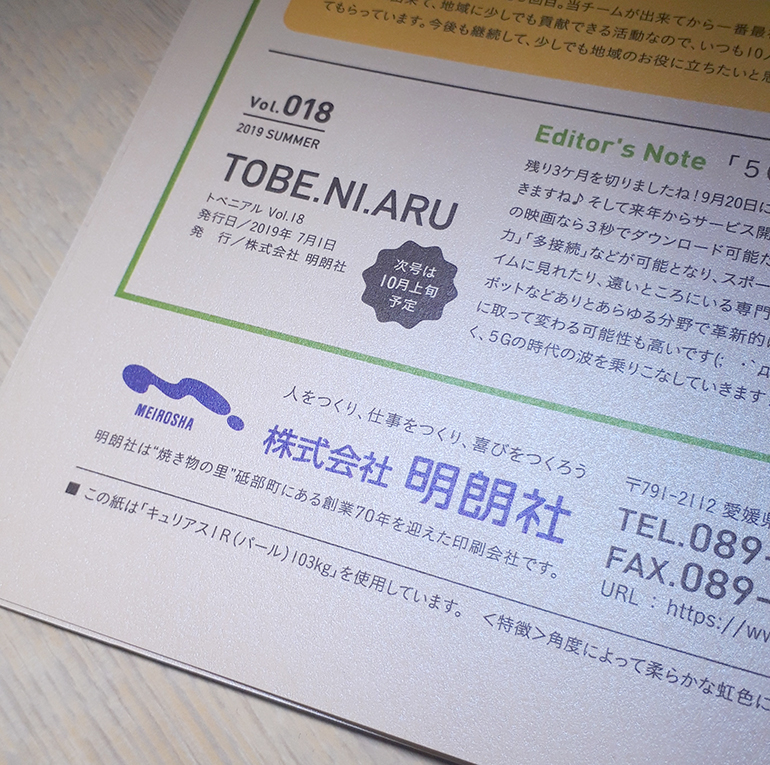 回目。当チームが出来てから一番最
出来て、地域に少しでも貢献できる活動なので、いつも10人
てもらっています。今後も継続して、少しでも地域のお役に立ちたいと思
Vol.018
2019 SUMMER
TOBE.NI.ARU
トベニアル Vol.18
発行日／2019年 7月1日
発 行／株式会社 明朗社
次号は
10月上旬
予定
Editor's Note 「5G
残り3ケ月を切りましたね！9月20日に
きますね♪そして来年からサービス開
の映画なら3秒でダウンロード可能だ
力」「多接続」などが可能となり、スポー
イムに見れたり、遠いところにいる専門
ボットなどありとあらゆる分野で革新的に
に取って変わる可能性も高いです(; ･`д
く、5Gの時代の波を乗りこなしていきます
MEIROSHA
人をつくり、仕事をつくり、喜びをつくろう
株式会社 明朗社
明朗社は“焼き物の里”砥部町にある創業70年を迎えた印刷会社です。
〒791-2112 愛媛県
TEL.089-
FAX.089-
URL : https://ww
■ この紙は「キュリアスIR（パール）103kg」を使用しています。 ＜特徴＞角度によって柔らかな虹色に